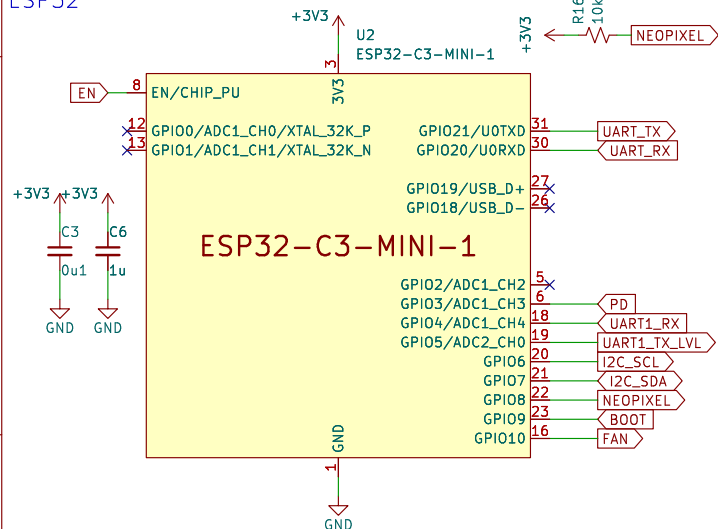 ESP32
+3V3
U2
ESP32-C3-MINI-1
+3V3
R16
10k
NEOPIXEL
3
3V3
EN
8
EN/CHIP_PU
12
GPIO0/ADC1_CH0/XTAL_32K_P
13
GPIO1/ADC1_CH1/XTAL_32K_N
GPIO21/U0TXD
31
UART_TX
GPIO20/U0RXD
30
UART_RX
GPIO19/USB_D+
27
GPIO18/USB_D-
26
+3V3
+3V3
C3
0u1
C6
1u
GND
GND
ESP32-C3-MINI-1
GPIO2/ADC1_CH2
5
GPIO3/ADC1_CH3
6
PD
GPIO4/ADC1_CH4
18
UART1_RX
GPIO5/ADC2_CH0
19
UART1_TX_LVL
GPIO6
20
I2C_SCL
GPIO7
21
I2C_SDA
GPIO8
22
NEOPIXEL
GPIO9
23
BOOT
GPIO10
16
FAN
GND
1
GND